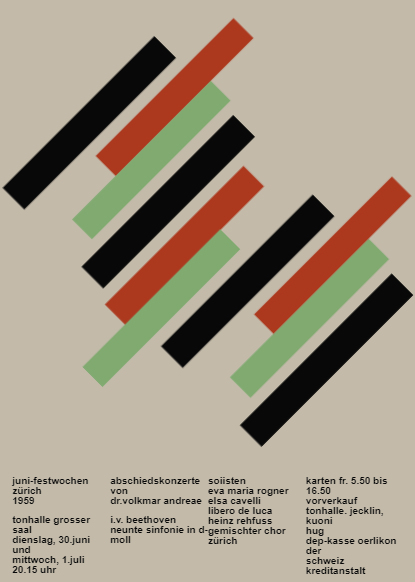 juni-festwochen
zürich
1959
tonhalle grosser
saal
dienslag, 30.juni
und
mittwoch, 1.juli
20.15 uhr
abschiedskonzerte
von
dr.volkmar andreae
i.v. beethoven
neunte sinfonie in d-
moll
soiisten
eva maria rogner
elsa cavelli
libero de luca
heinz rehfuss
gemischter chor
zürich
karten fr. 5.50 bis
16.50
vorverkauf
tonhalle. jecklin,
kuoni
hug
dep-kasse oerlikon
der
schweiz
kreditanstalt